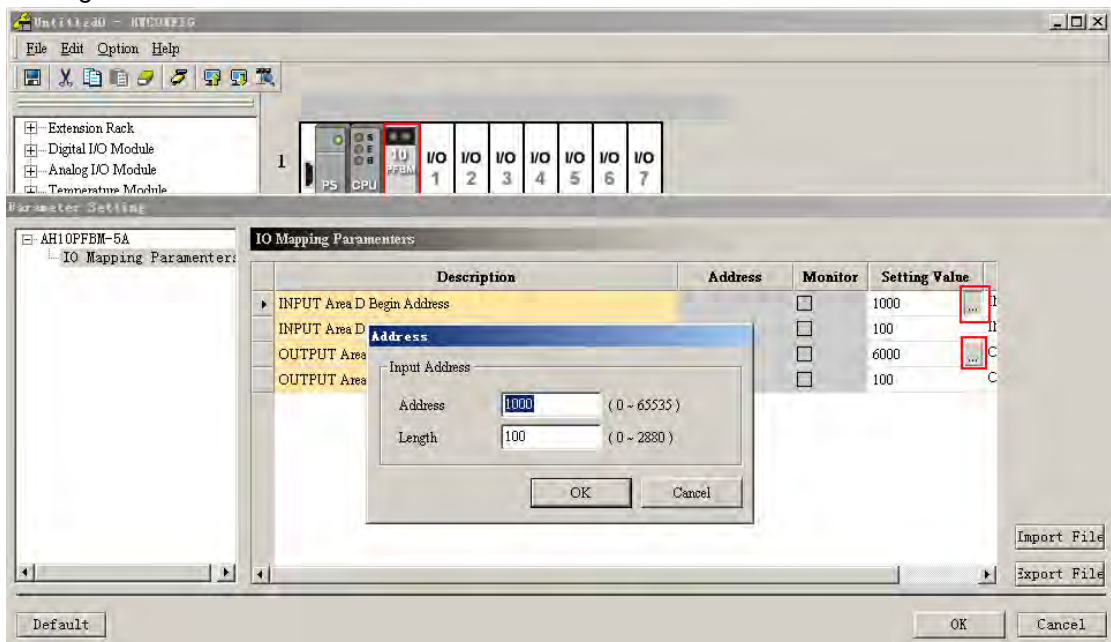 Untitled0 - HWCONFIG
File Edit Option Help
Extension Rack
Digital I/O Module
Analog I/O Module
Temperature Module
1 PS CPU 10 PFBM I/O 1 I/O 2 I/O 3 I/O 4 I/O 5 I/O 6 I/O 7
Parameter Setting
AH10PFBM-5A
IO Mapping Paramenters
IO Mapping Paramenters
Description Address Monitor Setting Value
INPUT Area D Begin Address 1000 ...
INPUT Area D 100
OUTPUT Area 6000 ...
OUTPUT Area 100
Address
Input Address
Address 1000 ( 0 ~ 65535 )
Length 100 ( 0 ~ 2880 )
OK Cancel
Import File
Export File
Default OK Cancel